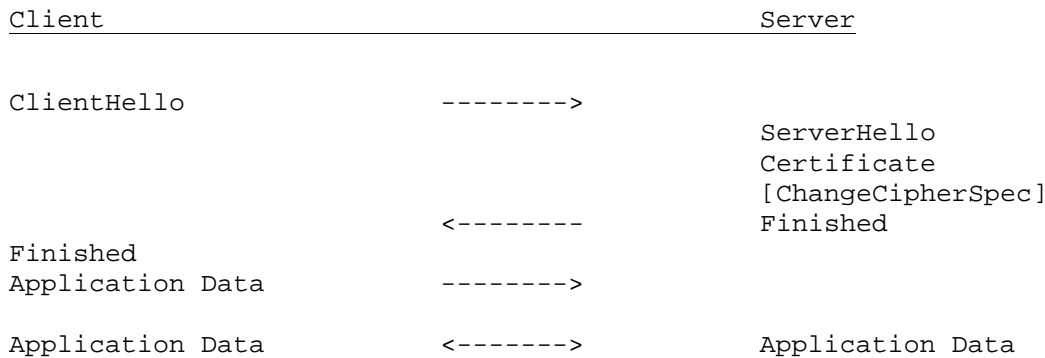 Client                                                Server
ClientHello                 -------->
                                                      ServerHello
                                                      Certificate
                                                      [ChangeCipherSpec]
                            <--------                 Finished
Finished
Application Data            -------->
Application Data            <------->                 Application Data